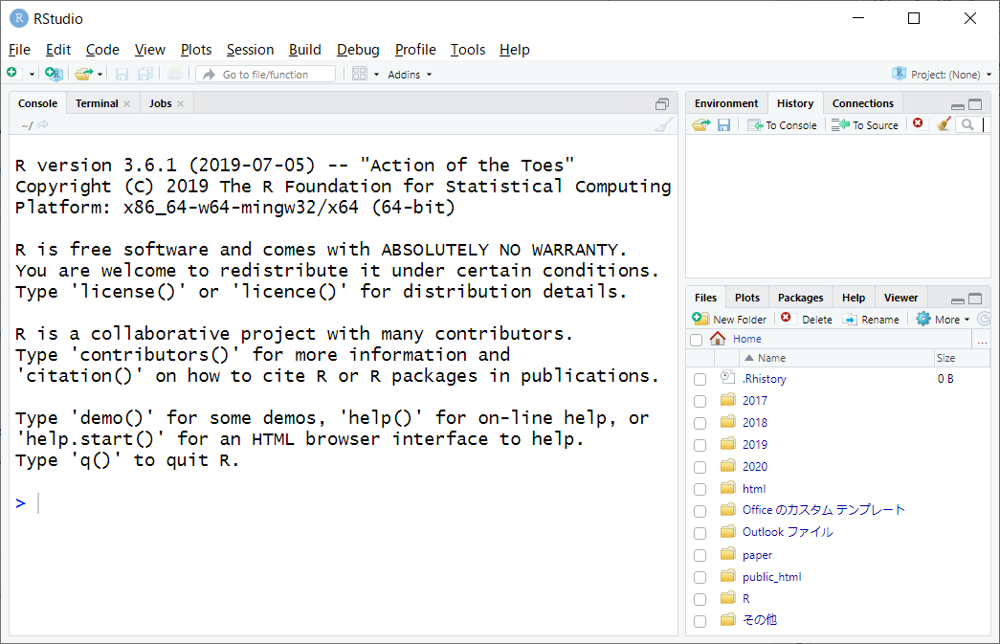 RStudio
File Edit Code View Plots Session Build Debug Profile Tools Help
Go to file/function Addins Project: (None)
Console Terminal Jobs
~/
R version 3.6.1 (2019-07-05) -- "Action of the Toes"
Copyright (C) 2019 The R Foundation for Statistical Computing
Platform: x86_64-w64-mingw32/x64 (64-bit)
R is free software and comes with ABSOLUTELY NO WARRANTY.
You are welcome to redistribute it under certain conditions.
Type 'license()' or 'licence()' for distribution details.
R is a collaborative project with many contributors.
Type 'contributors()' for more information and
'citation()' on how to cite R or R packages in publications.
Type 'demo()' for some demos, 'help()' for on-line help, or
'help.start()' for an HTML browser interface to help.
Type 'q()' to quit R.
>
Environment History Connections
To Console To Source
Files Plots Packages Help Viewer
New Folder Delete Rename More
Home ...
Name Size
.Rhistory 0 B
2017
2018
2019
2020
html
Office のカスタム テンプレート
Outlook ファイル
paper
public_html
R
その他